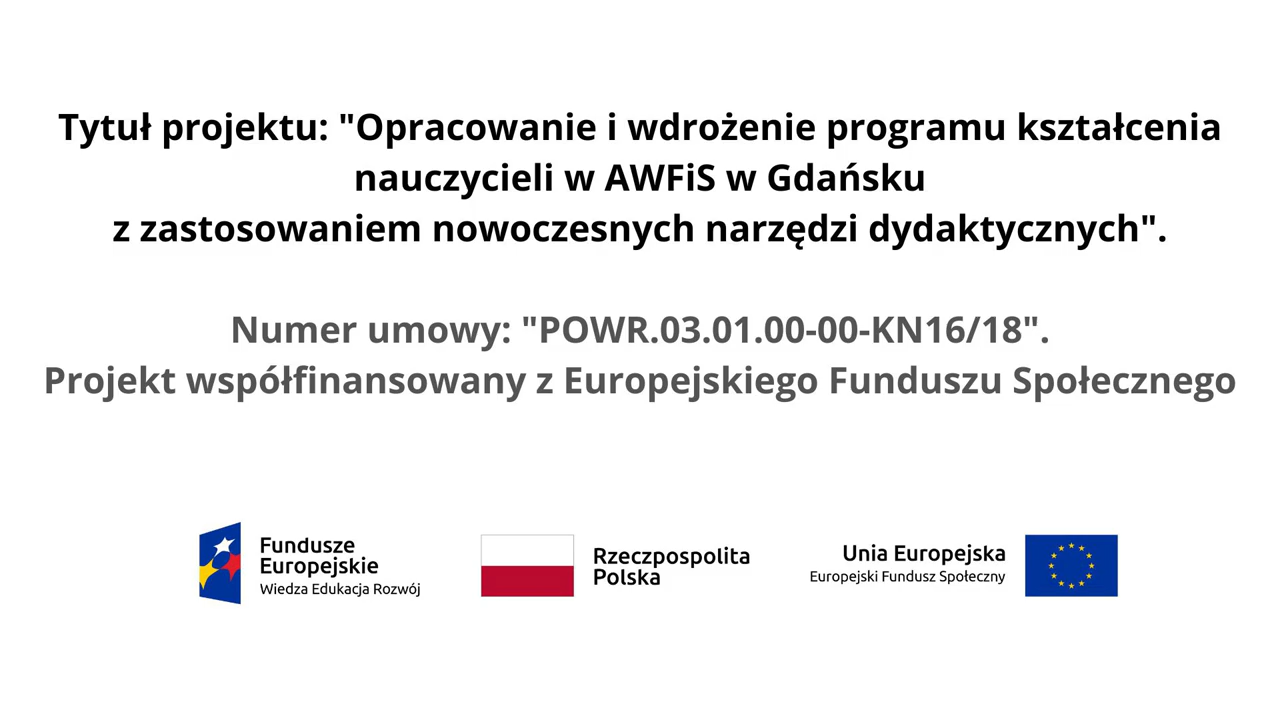 Tytuł projektu: "Opracowanie i wdrożenie programu kształcenia
nauczycieli w AWFiS w Gdańsku
z zastosowaniem nowoczesnych narzędzi dydaktycznych".
Numer umowy: "POWR.03.01.00-00-KN16/18".
Projekt współfinansowany z Europejskiego Funduszu Społecznego
Fundusze
Europejskie
Wiedza Edukacja Rozwój
Rzeczpospolita
Polska
Unia Europejska
Europejski Fundusz Społeczny